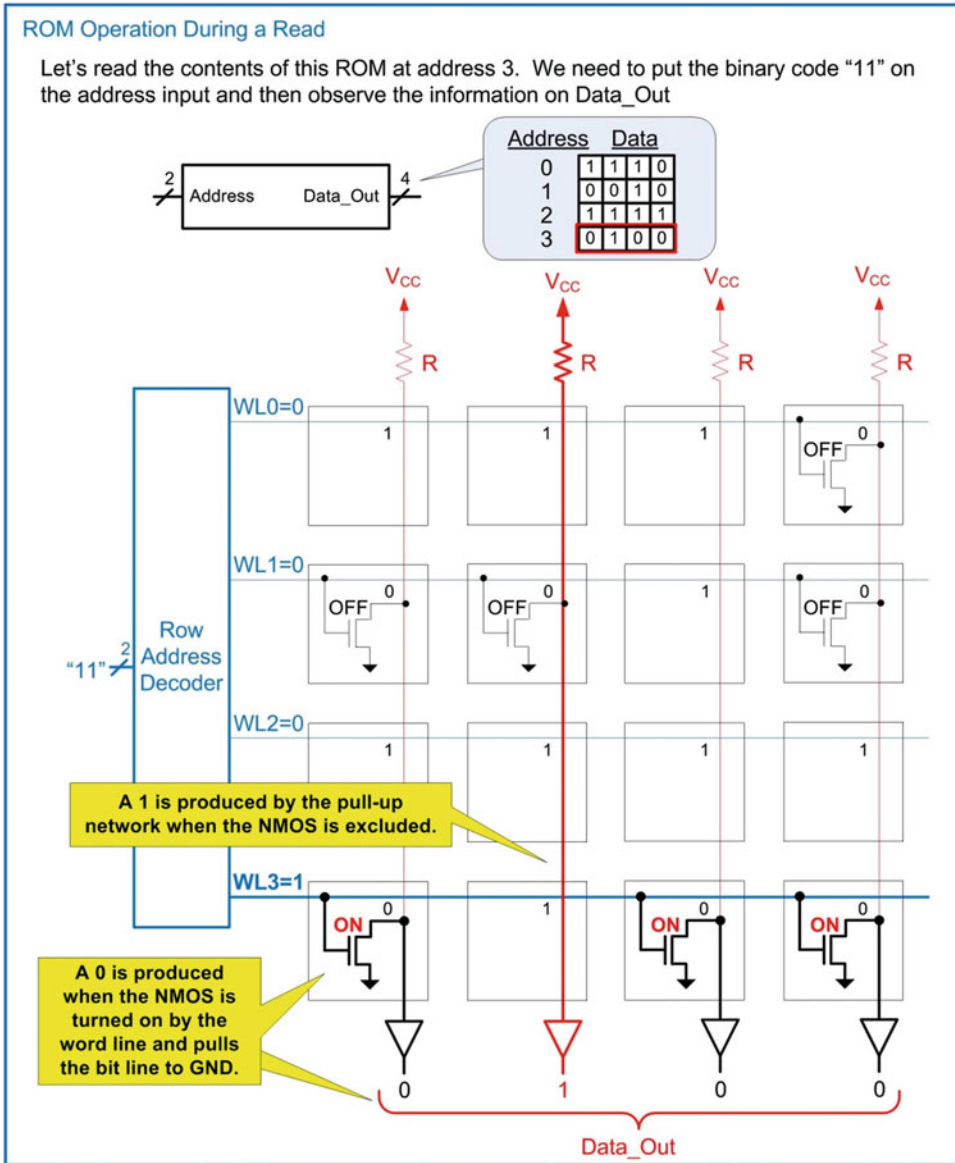 ROM Operation During a Read
Let's read the contents of this ROM at address 3. We need to put the binary code "11" on
the address input and then observe the information on Data_Out
Address Data
0 1 1 1 0
1 0 0 1 0
2 1 1 1 1
3 0 1 0 0
2 Address Data_Out 4
VCC VCC VCC VCC
R R R R
WL0=0
1 1 1 0
OFF
WL1=0
0 0 1 0
OFF OFF OFF
"11" 2
Row
Address
Decoder
WL2=0
1 1 1 1
A 1 is produced by the pull-up
network when the NMOS is excluded.
WL3=1
0 1 0 0
ON ON ON
A 0 is produced
when the NMOS is
turned on by the
word line and pulls
the bit line to GND.
0 1 0 0
Data_Out